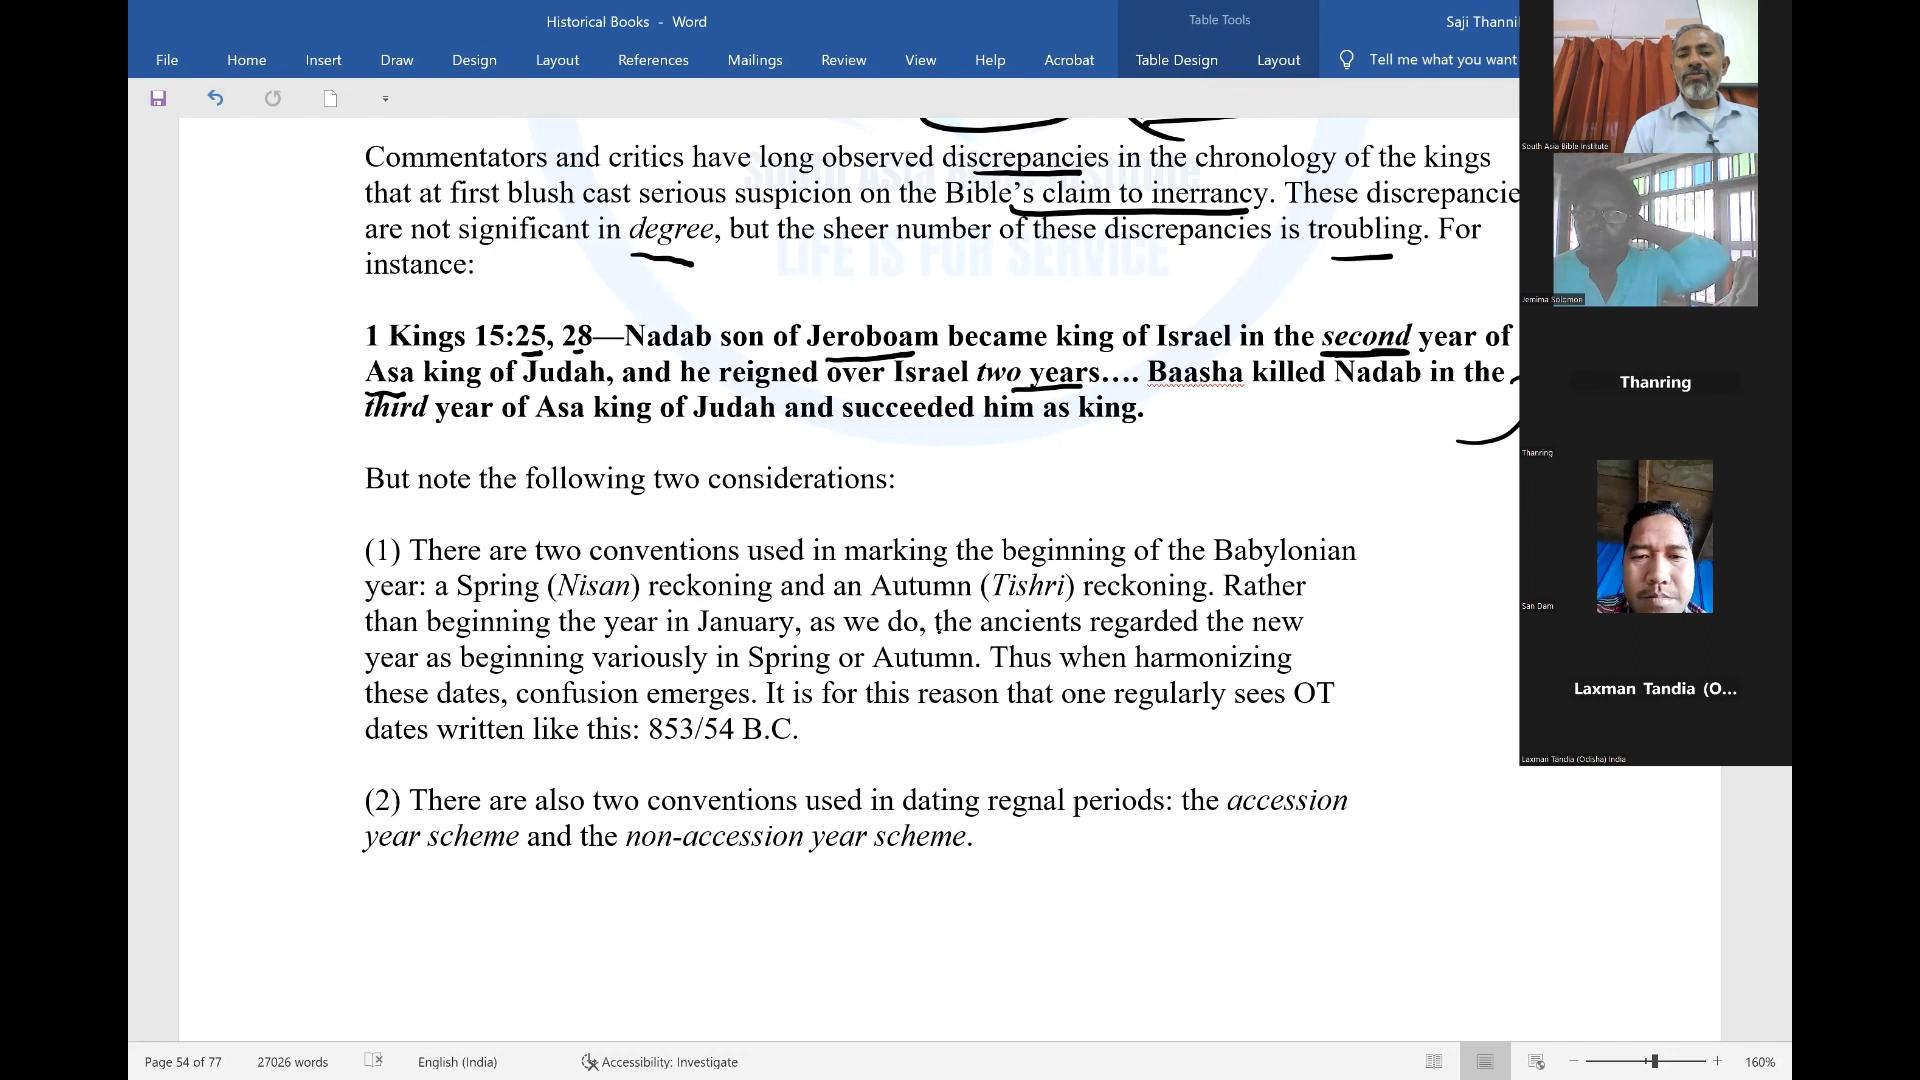 Historical Books - Word
Table Tools
Saji Thannil
File Home Insert Draw Design Layout References Mailings Review View Help Acrobat Table Design Layout Tell me what you want
Commentators and critics have long observed discrepancies in the chronology of the kings
that at first blush cast serious suspicion on the Bible’s claim to inerrancy. These discrepancie
are not significant in degree, but the sheer number of these discrepancies is troubling. For
instance:
LIFE IS FOR SERVICE
1 Kings 15:25, 28—Nadab son of Jeroboam became king of Israel in the second year of
Asa king of Judah, and he reigned over Israel two years…. Baasha killed Nadab in the
third year of Asa king of Judah and succeeded him as king.
But note the following two considerations:
(1) There are two conventions used in marking the beginning of the Babylonian
year: a Spring (Nisan) reckoning and an Autumn (Tishri) reckoning. Rather
than beginning the year in January, as we do, the ancients regarded the new
year as beginning variously in Spring or Autumn. Thus when harmonizing
these dates, confusion emerges. It is for this reason that one regularly sees OT
dates written like this: 853/54 B.C.
(2) There are also two conventions used in dating regnal periods: the accession
year scheme and the non-accession year scheme.
South Asia Bible Institute
Jemima Solomon
Thanring
Thanring
San Dam
Laxman Tandia (O...
Laxman Tandia (Odisha) India
Page 54 of 77 27026 words English (India) Accessibility: Investigate 160%